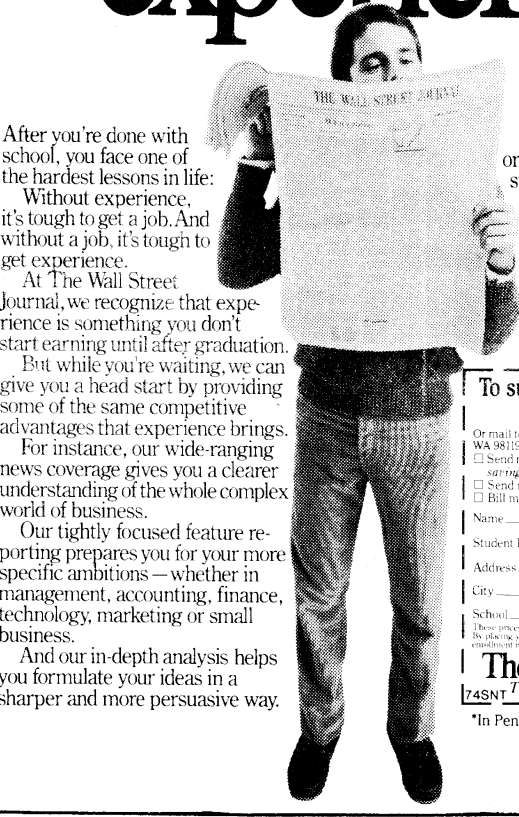 THE WALL STREET JOURNAL
After you're done with
school, you face one of
the hardest lessons in life:
Without experience,
it's tough to get a job. And
without a job, it's tough to
get experience.
At The Wall Street
Journal, we recognize that expe-
rience is something you don't
start earning until after graduation.
But while you're waiting, we can
give you a head start by providing
some of the same competitive
advantages that experience brings.
For instance, our wide-ranging
news coverage gives you a clearer
understanding of the whole complex
world of business.
Our tightly focused feature re-
porting prepares you for your more
specific ambitions — whether in
management, accounting, finance,
technology, marketing or small
business.
And our in-depth analysis helps
you formulate your ideas in a
sharper and more persuasive way.
To
Or mail
WA 98119
☐ Send
☐ Send
☐ Bill
Name
Student
Address
City
School
By placing
74SNT
*In